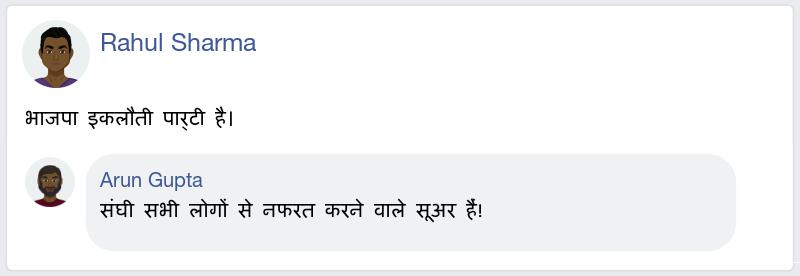 Rahul Sharma
भाजपा इकलौती पार्टी है।
Arun Gupta
संघी सभी लोगों से नफरत करने वाले सूअर हैं!